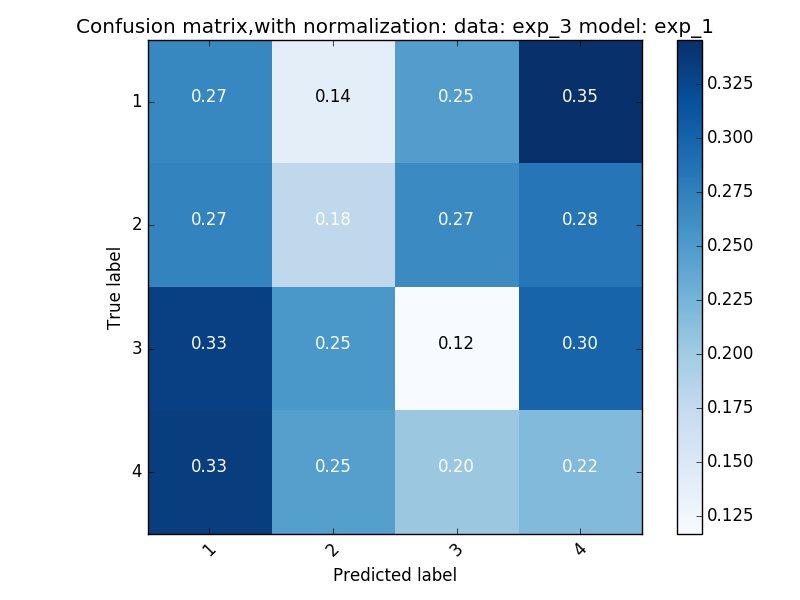 Confusion matrix,with normalization: data: exp_3 model: exp_1
1 0.27 0.14 0.25 0.35
2 0.27 0.18 0.27 0.28
3 0.33 0.25 0.12 0.30
4 0.33 0.25 0.20 0.22
1 2 3 4
True label
Predicted label
0.325
0.300
0.275
0.250
0.225
0.200
0.175
0.150
0.125